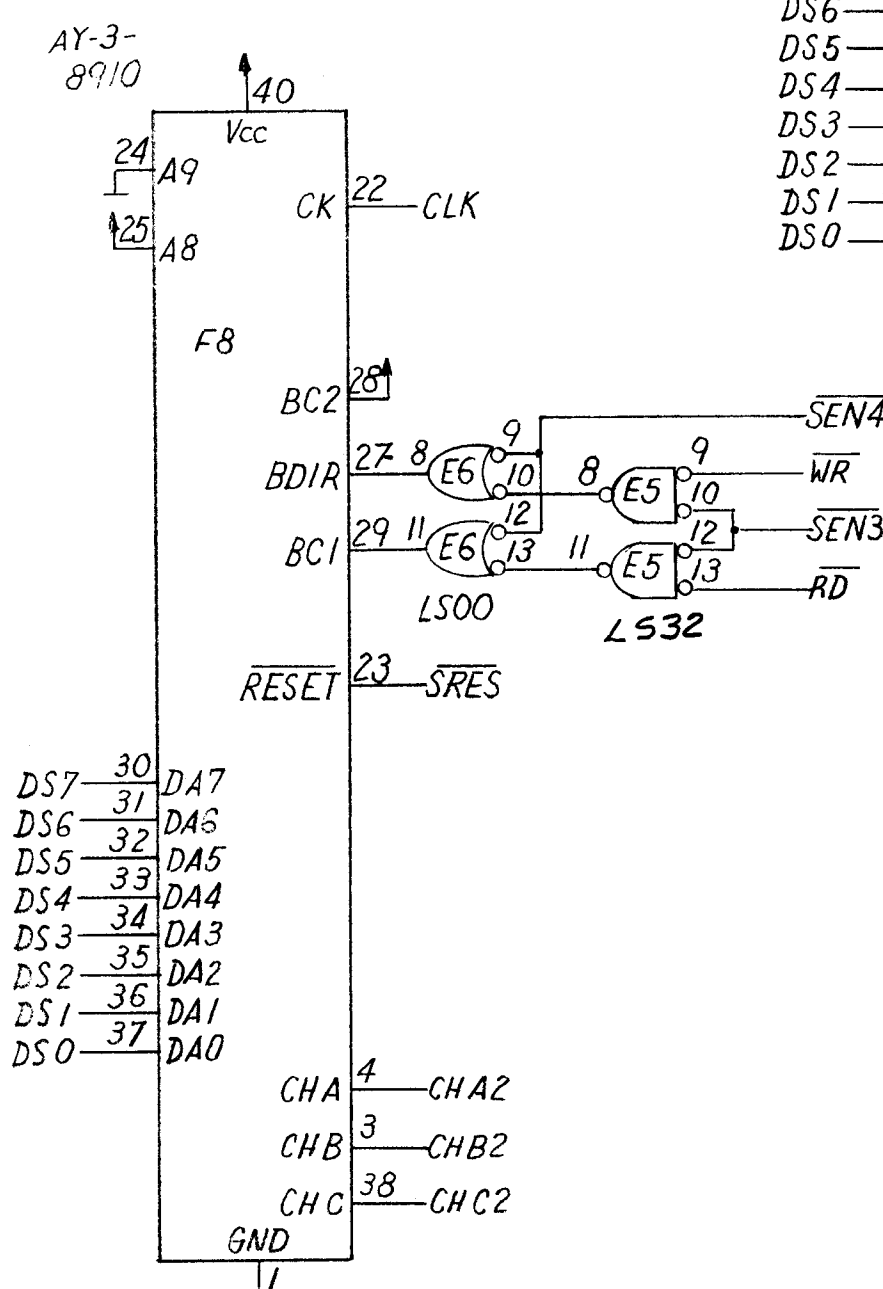 AY-3-
8910
40
Vcc
24
A9
25
A8
22
CK
CLK
F8
28
BC2
BDIR
27
8
E6
9
10
8
E5
9
10
SEN4
WR
SEN3
BC1
29
11
E6
12
13
11
E5
12
13
RD
LS00
LS32
RESET
23
SRES
DS7
30
DA7
DS6
31
DA6
DS5
32
DA5
DS4
33
DA4
DS3
34
DA3
DS2
35
DA2
DS1
36
DA1
DS0
37
DA0
CHA
4
CHA2
CHB
3
CHB2
CHC
38
CHC2
GND
1
DS6
DS5
DS4
DS3
DS2
DS1
DS0